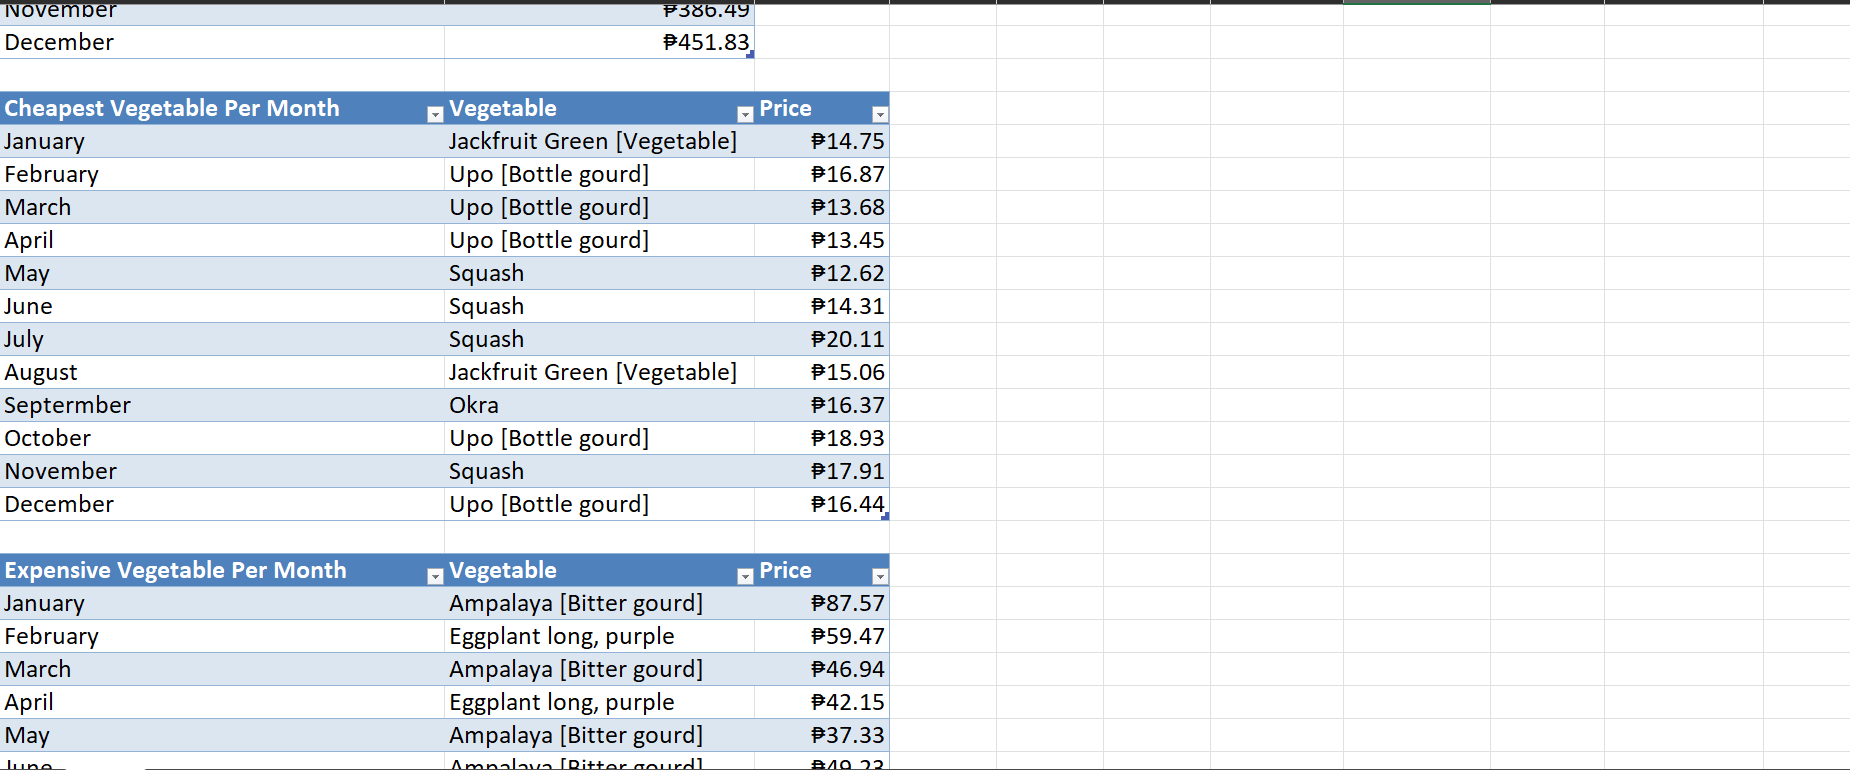 November ₱386.49
December ₱451.83
Cheapest Vegetable Per Month Vegetable Price
January Jackfruit Green [Vegetable] ₱14.75
February Upo [Bottle gourd] ₱16.87
March Upo [Bottle gourd] ₱13.68
April Upo [Bottle gourd] ₱13.45
May Squash ₱12.62
June Squash ₱14.31
July Squash ₱20.11
August Jackfruit Green [Vegetable] ₱15.06
Septermber Okra ₱16.37
October Upo [Bottle gourd] ₱18.93
November Squash ₱17.91
December Upo [Bottle gourd] ₱16.44
Expensive Vegetable Per Month Vegetable Price
January Ampalaya [Bitter gourd] ₱87.57
February Eggplant long, purple ₱59.47
March Ampalaya [Bitter gourd] ₱46.94
April Eggplant long, purple ₱42.15
May Ampalaya [Bitter gourd] ₱37.33
June Ampalaya [Bitter gourd] ₱49.23